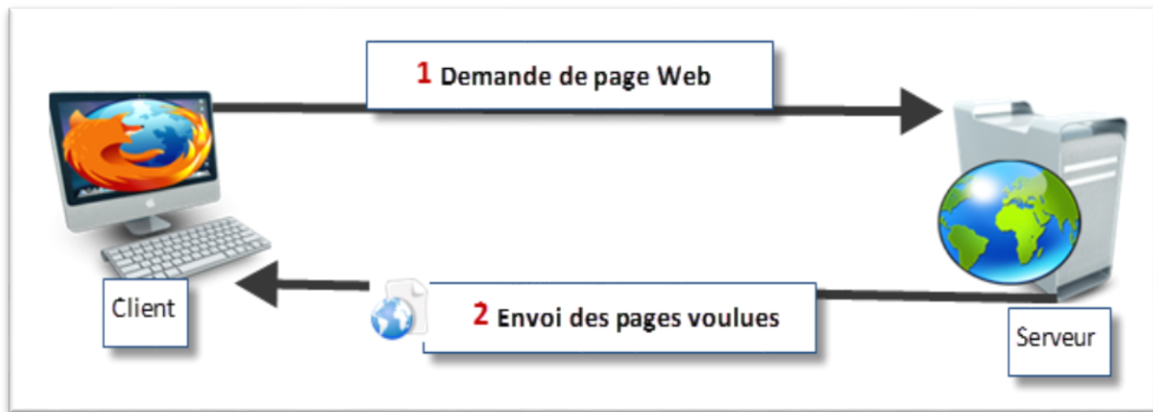 1 Demande de page Web
Client
2 Envoi des pages voulues
Serveur